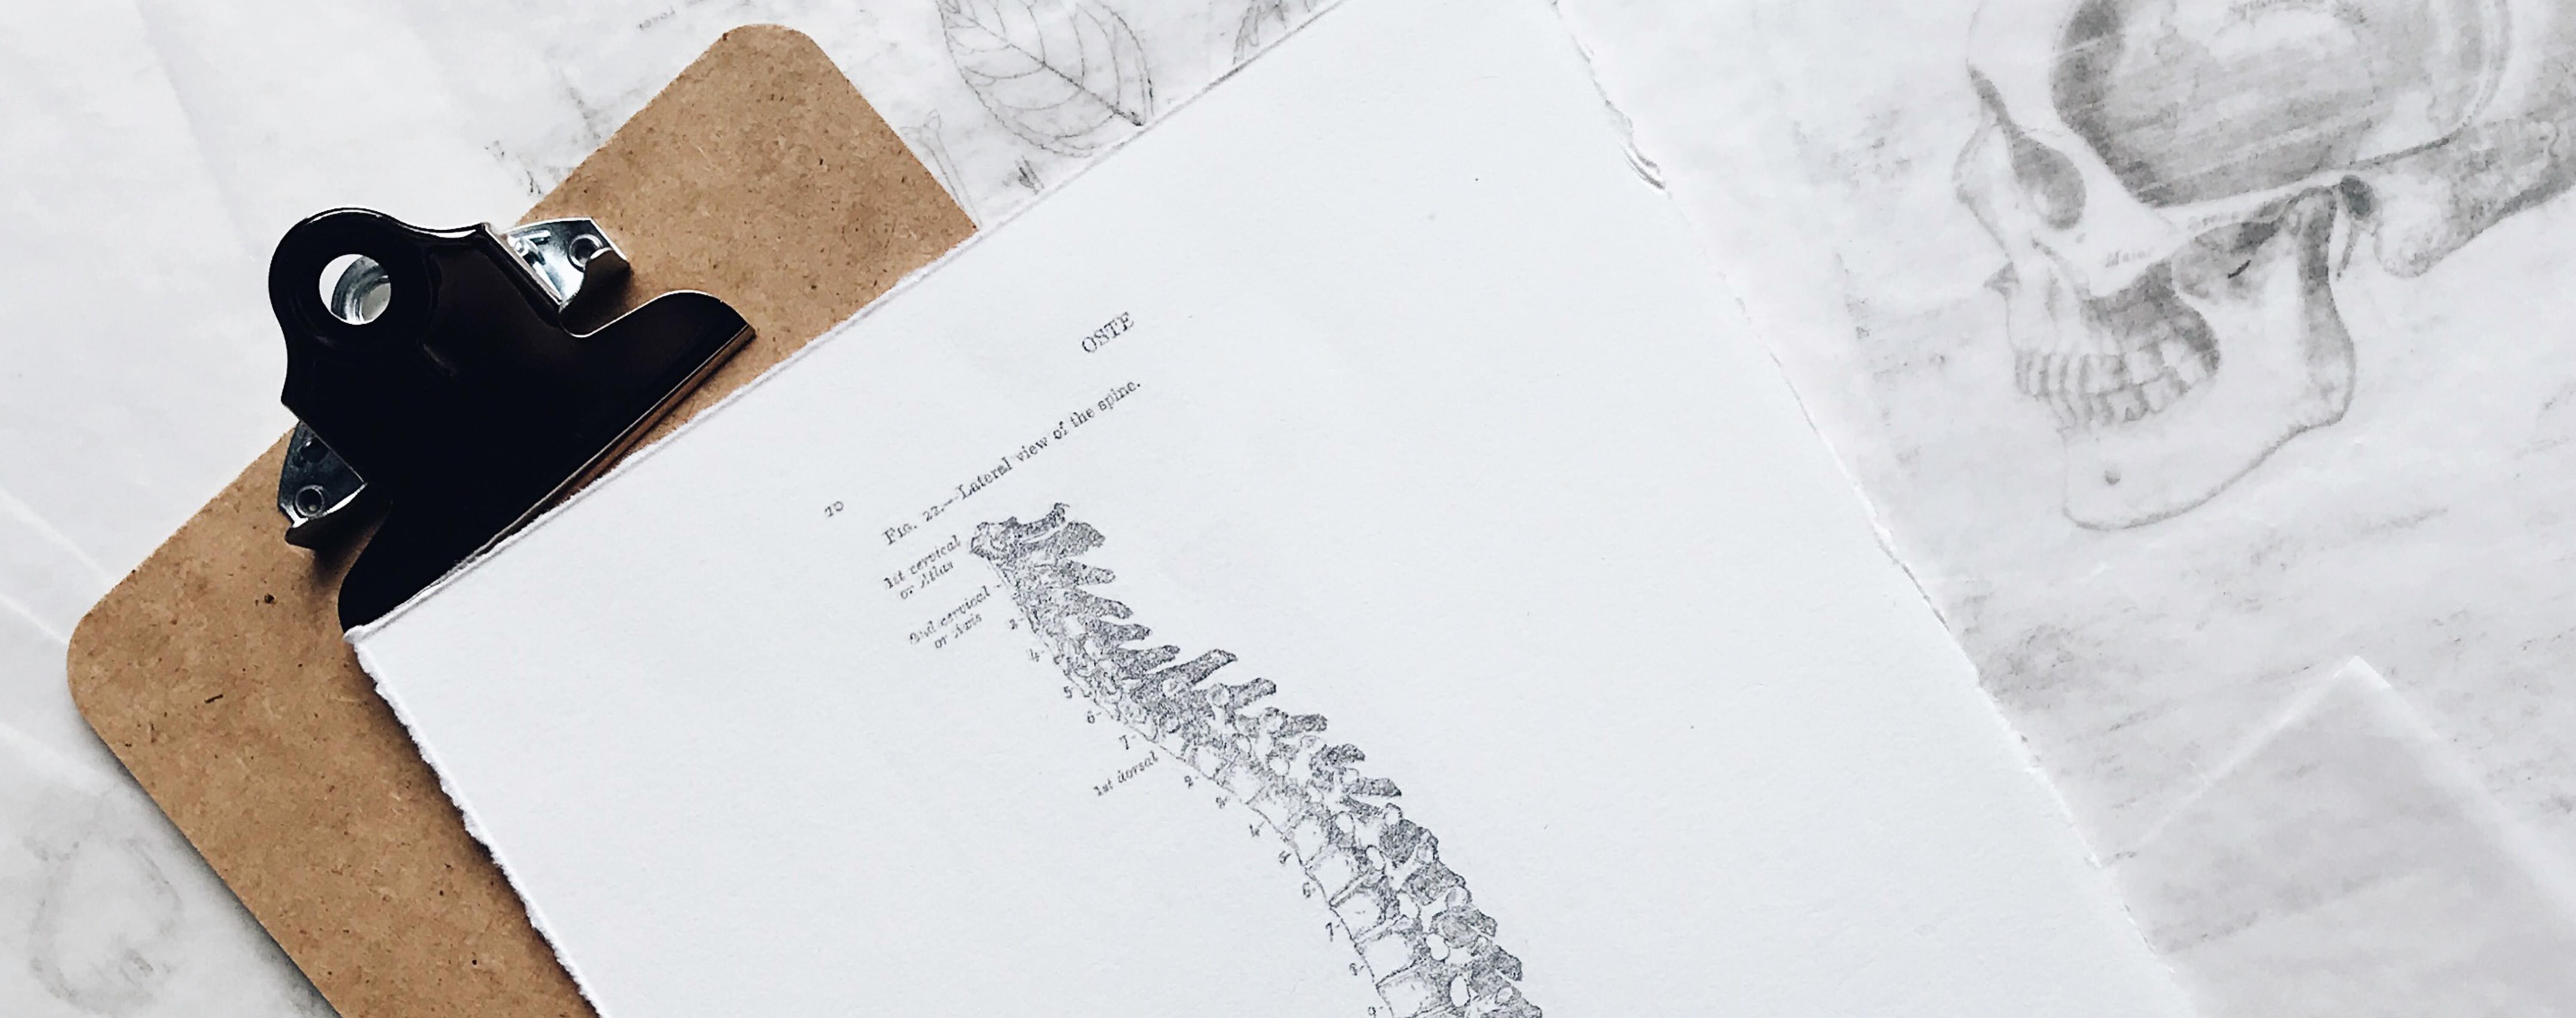 OSTE
20
FIG. 22.—Lateral view of the spine.
1st cervical
or Atlas
2nd cervical
or Axis
3
4
5
6
7
1st dorsal
2
3
4
5
6
7
8
9